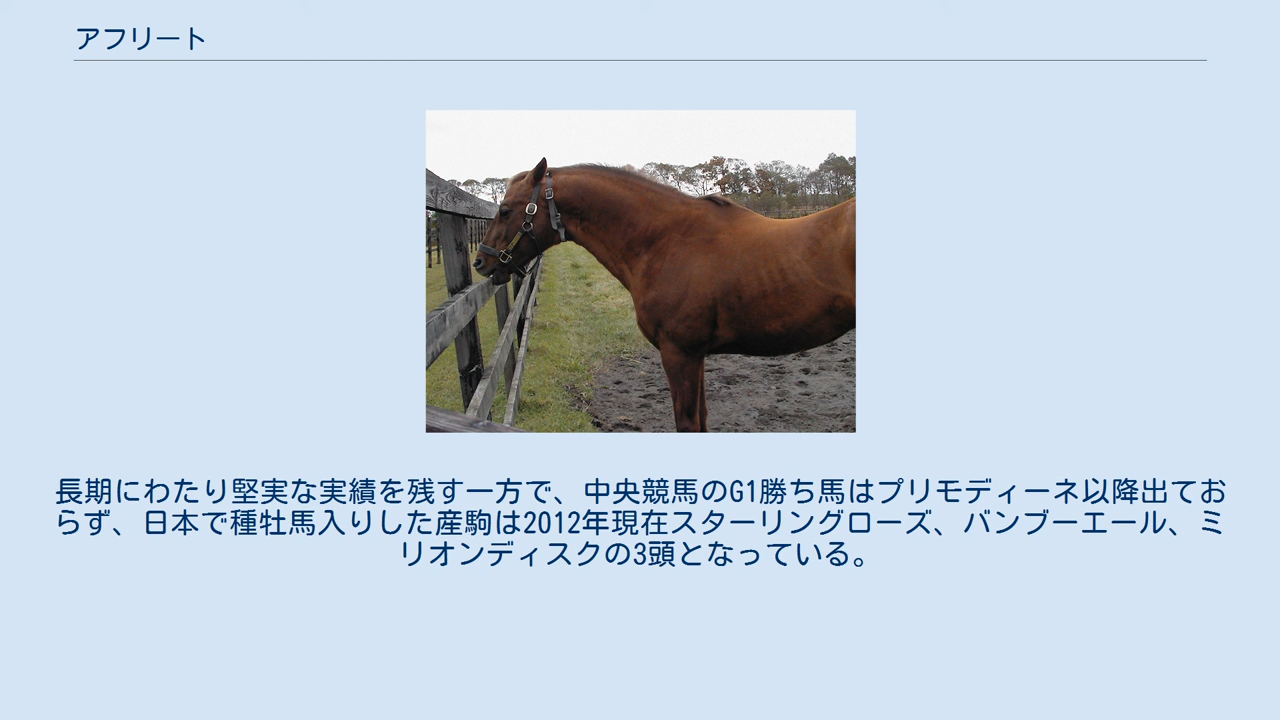 アフリート
長期にわたり堅実な実績を残す一方で、中央競馬のG1勝ち馬はプリモディーネ以降出てお
らず、日本で種牡馬入りした産駒は2012年現在スターリングローズ、バンブーエール、ミ
リオンディスクの3頭となっている。